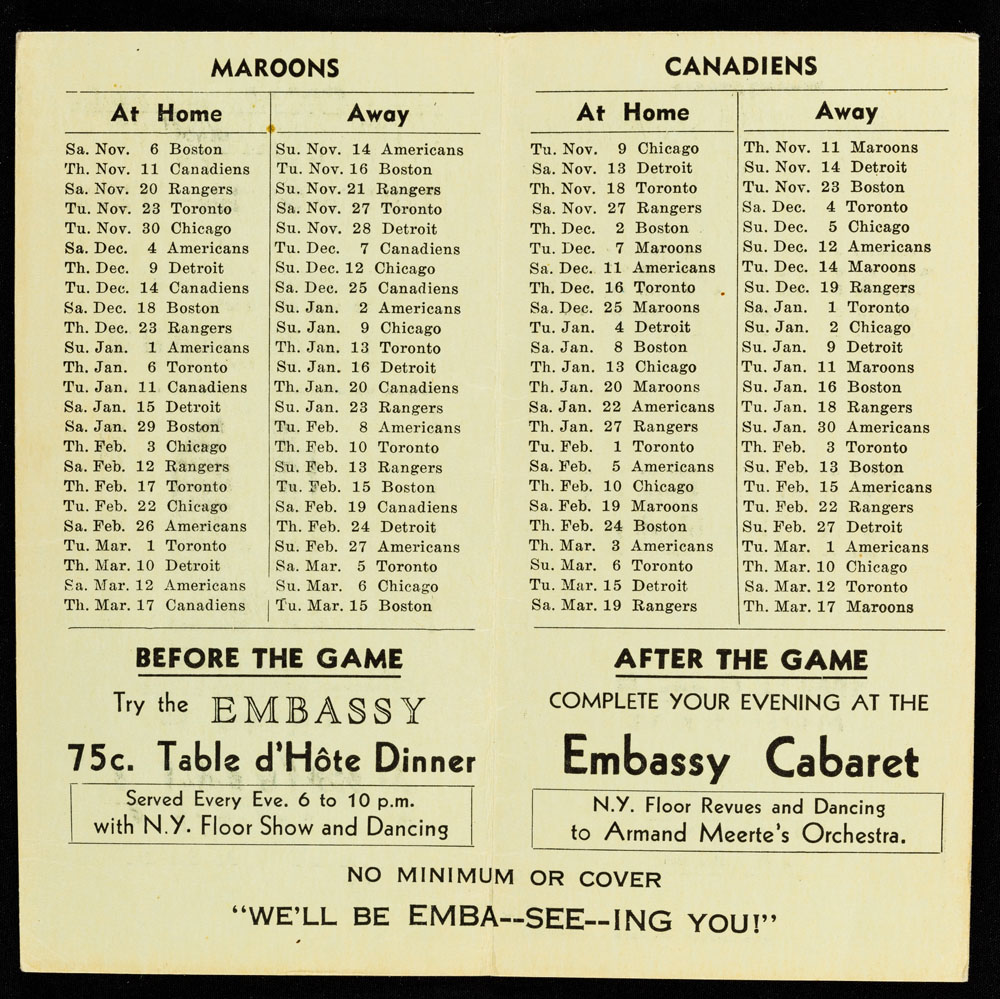 MAROONS
At Home
Sa. Nov. 6 Boston
Th. Nov. 11 Canadiens
Sa. Nov. 20 Rangers
Tu. Nov. 23 Toronto
Tu. Nov. 30 Chicago
Sa. Dec. 4 Americans
Th. Dec. 9 Detroit
Tu. Dec. 14 Canadiens
Sa. Dec. 18 Boston
Th. Dec. 23 Rangers
Su. Jan. 1 Americans
Th. Jan. 6 Toronto
Tu. Jan. 11 Canadiens
Sa. Jan. 15 Detroit
Sa. Jan. 29 Boston
Th. Feb. 3 Chicago
Sa. Feb. 12 Rangers
Th. Feb. 17 Toronto
Tu. Feb. 22 Chicago
Sa. Feb. 26 Americans
Tu. Mar. 1 Toronto
Th. Mar. 10 Detroit
Sa. Mar. 12 Americans
Th. Mar. 17 Canadiens
Away
Su. Nov. 14 Americans
Tu. Nov. 16 Boston
Su. Nov. 21 Rangers
Sa. Nov. 27 Toronto
Su. Nov. 28 Detroit
Tu. Dec. 7 Canadiens
Su. Dec. 12 Chicago
Sa. Dec. 25 Canadiens
Su. Jan. 2 Americans
Su. Jan. 9 Chicago
Th. Jan. 13 Toronto
Su. Jan. 16 Detroit
Th. Jan. 20 Canadiens
Su. Jan. 23 Rangers
Tu. Feb. 8 Americans
Th. Feb. 10 Toronto
Su. Feb. 13 Rangers
Tu. Feb. 15 Boston
Sa. Feb. 19 Canadiens
Th. Feb. 24 Detroit
Su. Feb. 27 Americans
Sa. Mar. 5 Toronto
Su. Mar. 6 Chicago
Tu. Mar. 15 Boston
BEFORE THE GAME
Try the EMBASSY
75c. Table d'Hôte Dinner
Served Every Eve. 6 to 10 p.m.
with N.Y. Floor Show and Dancing
CANADIENS
At Home
Tu. Nov. 9 Chicago
Sa. Nov. 13 Detroit
Th. Nov. 18 Toronto
Sa. Nov. 27 Rangers
Th. Dec. 2 Boston
Tu. Dec. 7 Maroons
Sa. Dec. 11 Americans
Th. Dec. 16 Toronto
Sa. Dec. 25 Maroons
Tu. Jan. 4 Detroit
Sa. Jan. 8 Boston
Th. Jan. 13 Chicago
Th. Jan. 20 Maroons
Sa. Jan. 22 Americans
Th. Jan. 27 Rangers
Tu. Feb. 1 Toronto
Sa. Feb. 5 Americans
Th. Feb. 10 Chicago
Sa. Feb. 19 Maroons
Th. Feb. 24 Boston
Th. Mar. 3 Americans
Su. Mar. 6 Toronto
Tu. Mar. 15 Detroit
Sa. Mar. 19 Rangers
Away
Th. Nov. 11 Maroons
Su. Nov. 14 Detroit
Tu. Nov. 23 Boston
Sa. Dec. 4 Toronto
Su. Dec. 5 Chicago
Su. Dec. 12 Americans
Tu. Dec. 14 Maroons
Su. Dec. 19 Rangers
Sa. Jan. 1 Toronto
Su. Jan. 2 Chicago
Su. Jan. 9 Detroit
Tu. Jan. 11 Maroons
Su. Jan. 16 Boston
Tu. Jan. 18 Rangers
Su. Jan. 30 Americans
Th. Feb. 3 Toronto
Su. Feb. 13 Boston
Tu. Feb. 15 Americans
Tu. Feb. 22 Rangers
Su. Feb. 27 Detroit
Tu. Mar. 1 Americans
Th. Mar. 10 Chicago
Sa. Mar. 12 Toronto
Th. Mar. 17 Maroons
AFTER THE GAME
COMPLETE YOUR EVENING AT THE
Embassy Cabaret
N.Y. Floor Revues and Dancing
to Armand Meerte's Orchestra.
NO MINIMUM OR COVER
"WE'LL BE EMBA--SEE--ING YOU!"